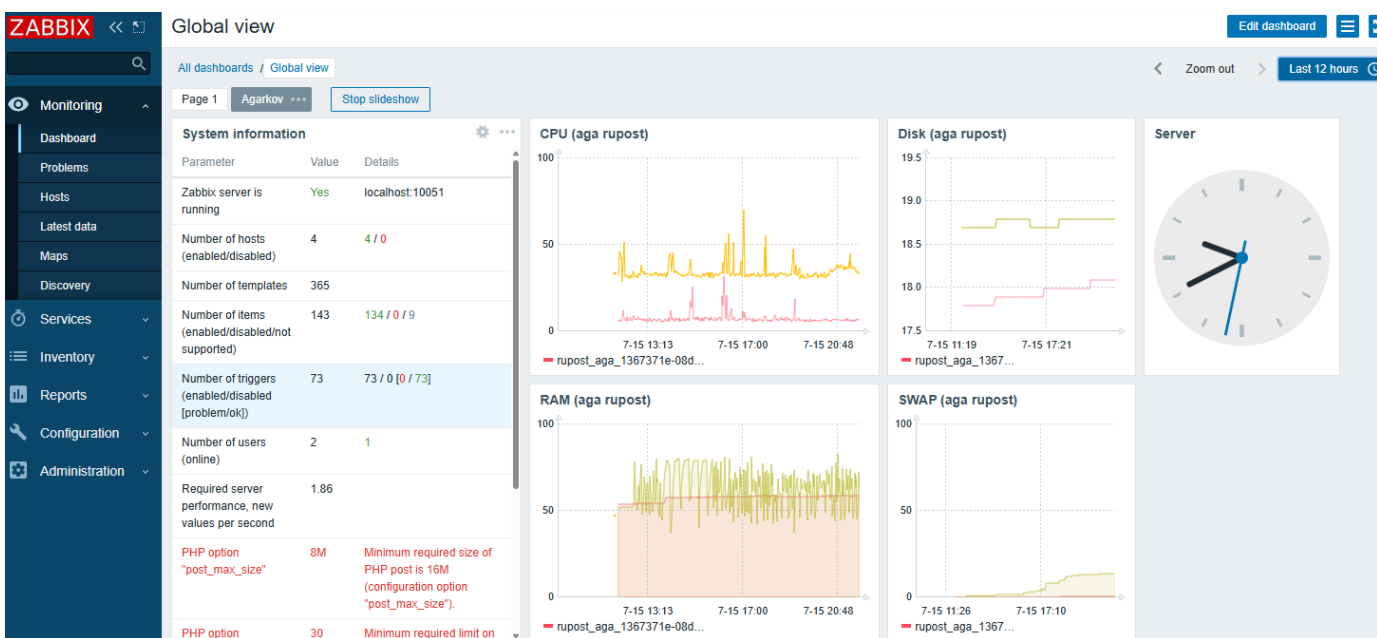 ZABBIX
Global view
Edit dashboard
All dashboards / Global view
Zoom out
Last 12 hours
Page 1
Agarkov
Stop slideshow
Monitoring
Dashboard
Problems
Hosts
Latest data
Maps
Discovery
Services
Inventory
Reports
Configuration
Administration
System information
Parameter Value Details
Zabbix server is Yes localhost:10051
running
Number of hosts 4 4 / 0
(enabled/disabled)
Number of templates 365
Number of items 143 134 / 0 / 9
(enabled/disabled/not
supported)
Number of triggers 73 73 / 0 [0 / 73]
(enabled/disabled
[problem/ok])
Number of users 2 1
(online)
Required server 1.86
performance, new
values per second
PHP option 8M Minimum required size of
"post_max_size" PHP post is 16M
(configuration option
"post_max_size").
PHP option 30 Minimum required limit on
CPU (aga rupost)
100
50
0
7-15 13:13 7-15 17:00 7-15 20:48
rupost_aga_1367371e-08d...
Disk (aga rupost)
19.5
19.0
18.5
18.0
17.5
7-15 11:19 7-15 17:21
rupost_aga_1367...
Server
RAM (aga rupost)
100
50
0
7-15 13:13 7-15 17:00 7-15 20:48
rupost_aga_1367371e-08d...
SWAP (aga rupost)
100
50
0
7-15 11:26 7-15 17:10
rupost_aga_1367...